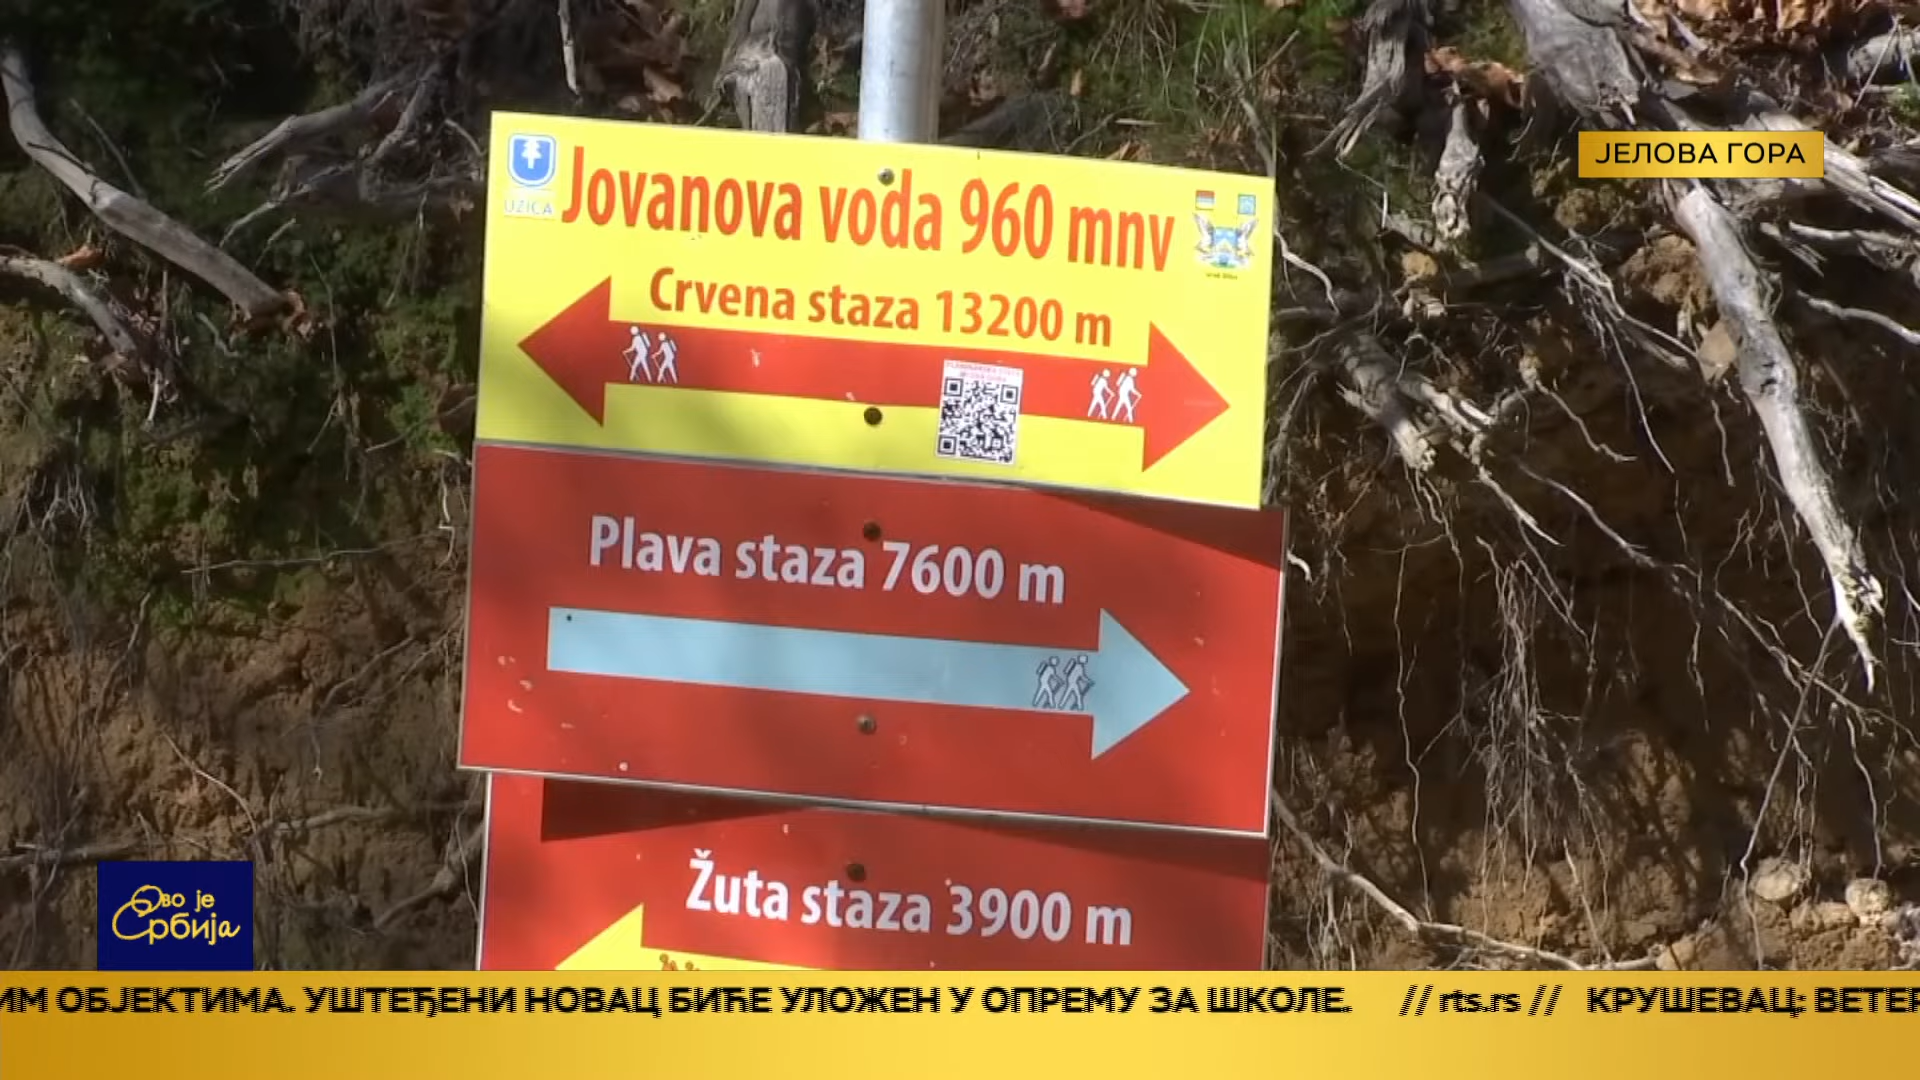 ЈЕЛОВА ГОРА
UŽICA
Jovanova voda 960 mnv
Crvena staza 13200 m
Plava staza 7600 m
Žuta staza 3900 m
Ово је
Србија
ИМ ОБЈЕКТИМА. УШТЕЂЕНИ НОВАЦ БИЋЕ УЛОЖЕН У ОПРЕМУ ЗА ШКОЛЕ. // rts.rs // КРУШЕВАЦ: ВЕТЕР